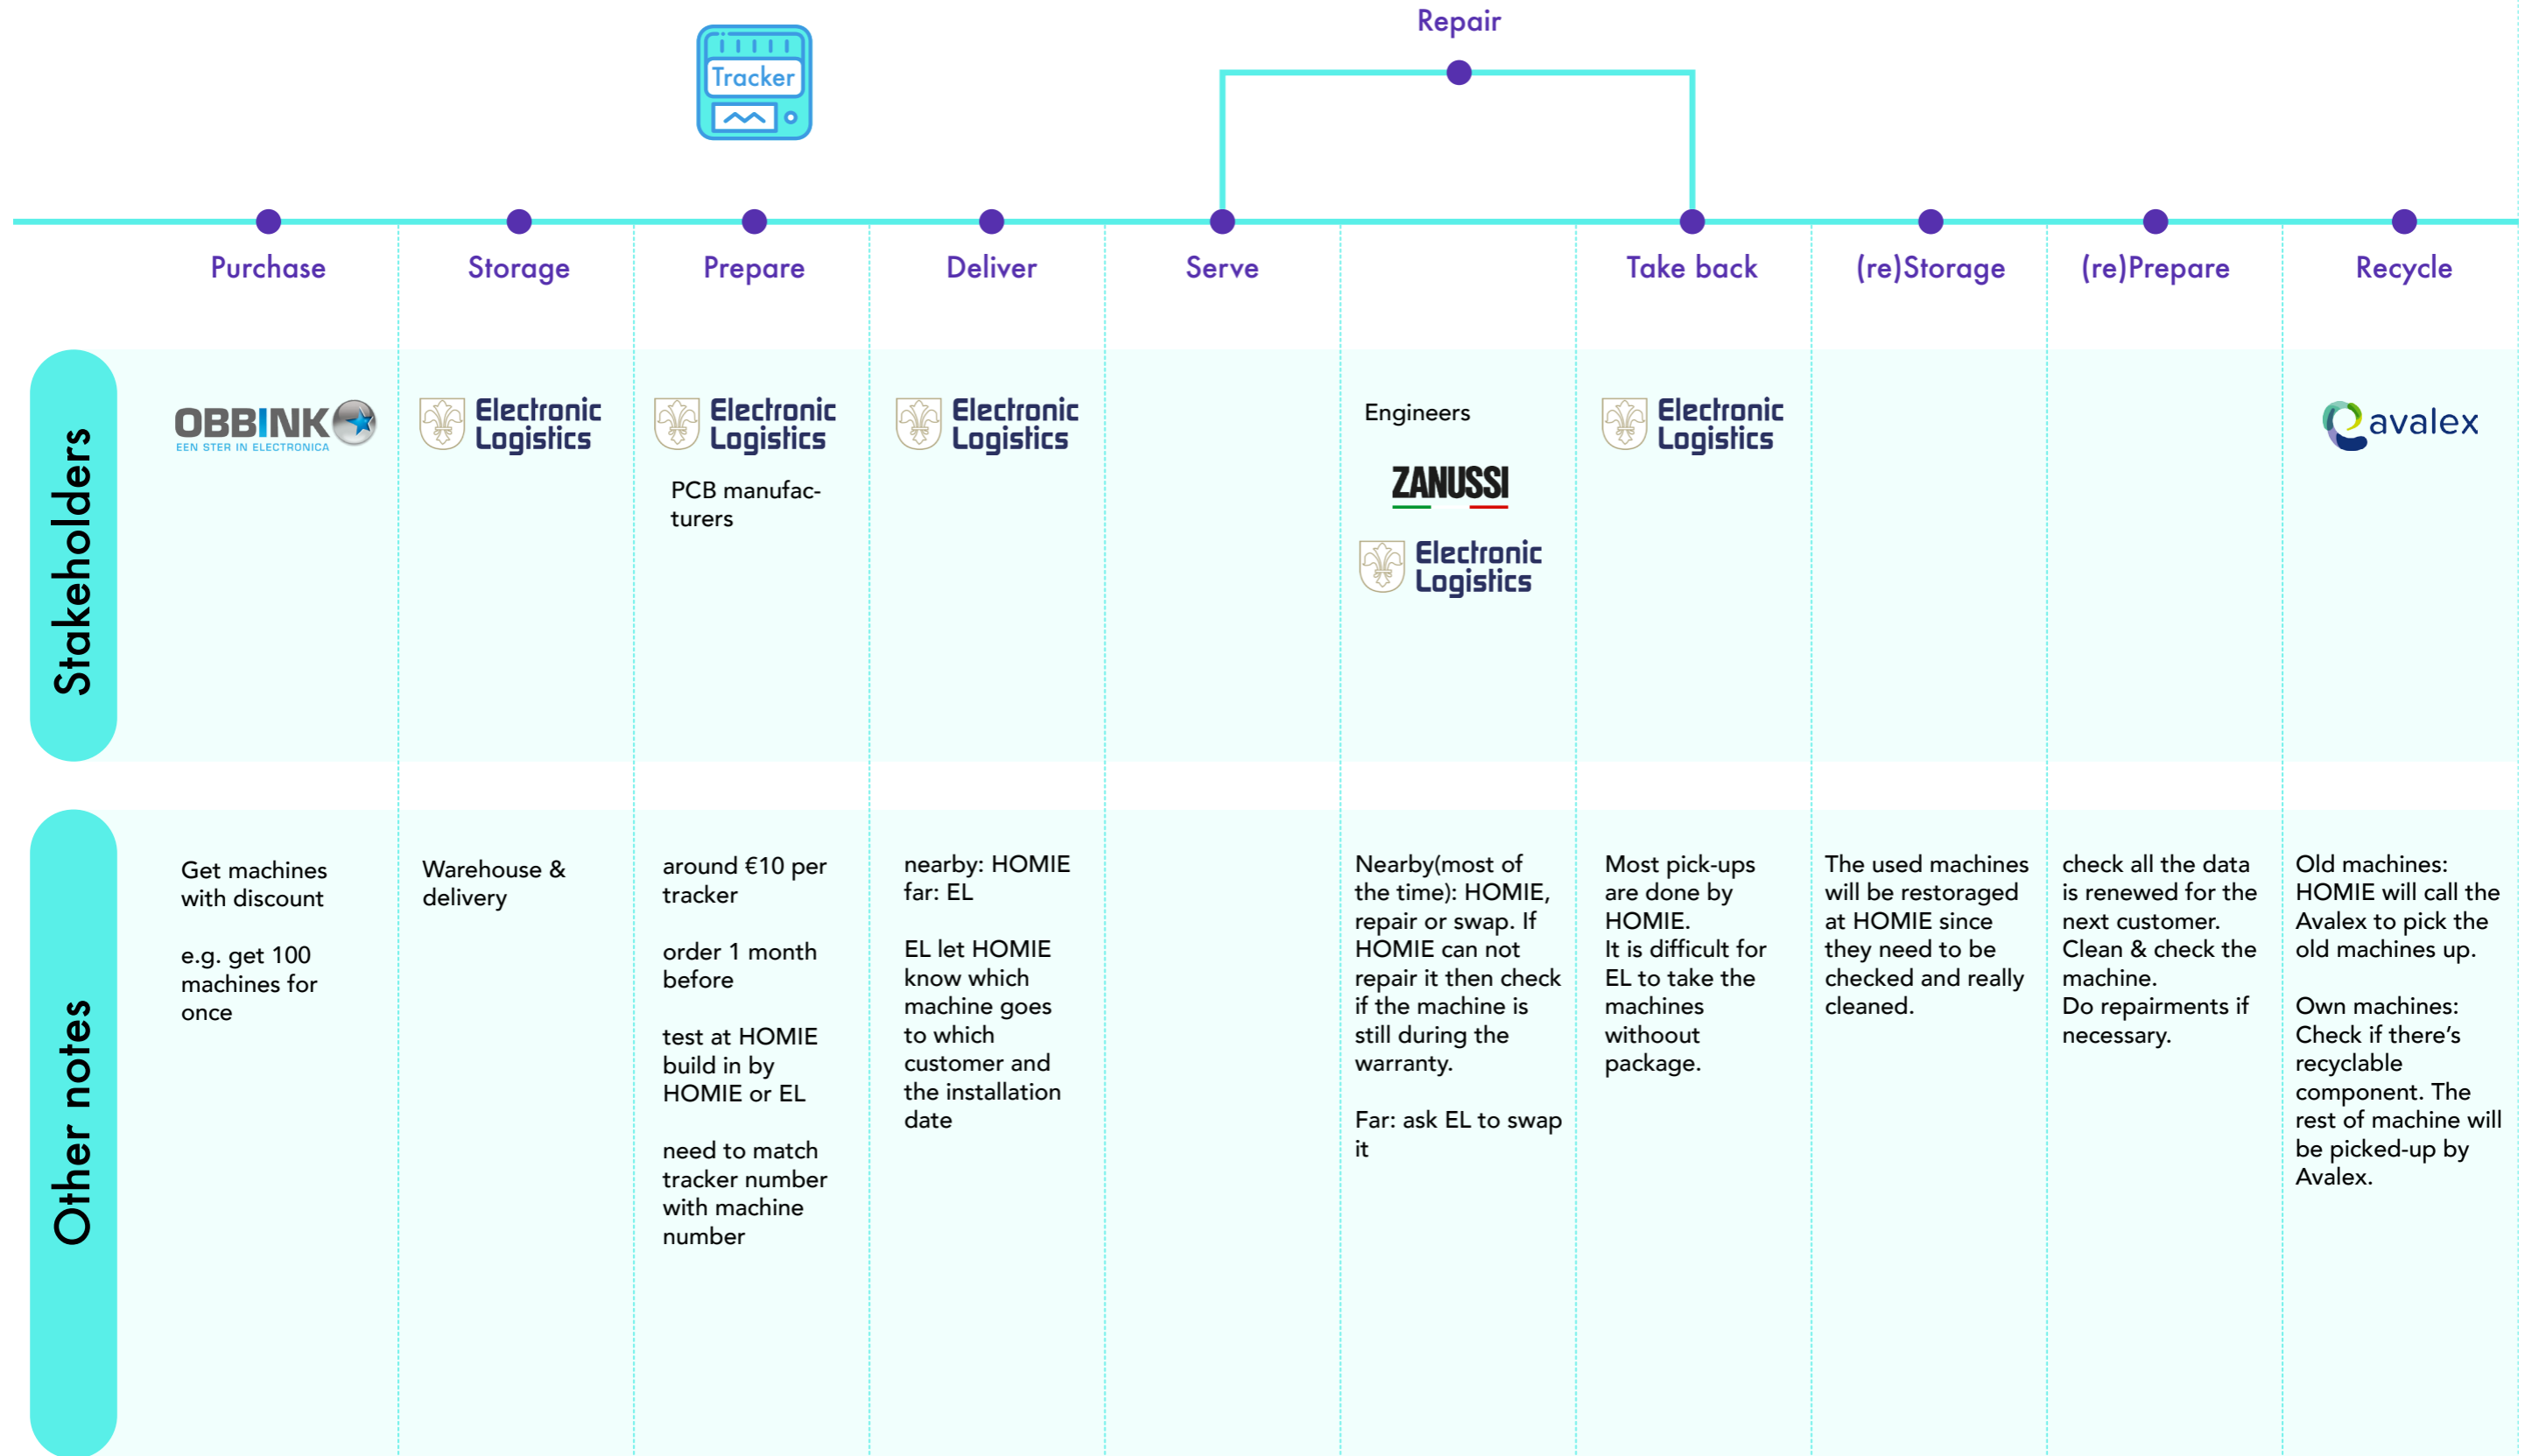 Repair
Tracker
Purchase
Storage
Prepare
Deliver
Serve
Take back
(re)Storage
(re)Prepare
Recycle
Stakeholders
OBBINK
EEN STER IN ELECTRONICA
Electronic
Logistics
Electronic
Logistics
PCB manufac-
turers
Electronic
Logistics
Engineers
ZANUSSI
Electronic
Logistics
Electronic
Logistics
avalex
Other notes
Get machines
with discount
e.g. get 100
machines for
once
Warehouse &
delivery
around €10 per
tracker
order 1 month
before
test at HOMIE
build in by
HOMIE or EL
need to match
tracker number
with machine
number
nearby: HOMIE
far: EL
EL let HOMIE
know which
machine goes
to which
customer and
the installation
date
Nearby(most of
the time): HOMIE,
repair or swap. If
HOMIE can not
repair it then check
if the machine is
still during the
warranty.
Far: ask EL to swap
it
Most pick-ups
are done by
HOMIE.
It is difficult for
EL to take the
machines
withoout
package.
The used machines
will be restoraged
at HOMIE since
they need to be
checked and really
cleaned.
check all the data
is renewed for the
next customer.
Clean & check the
machine.
Do repairments if
necessary.
Old machines:
HOMIE will call the
Avalex to pick the
old machines up.
Own machines:
Check if there’s
recyclable
component. The
rest of machine will
be picked-up by
Avalex.